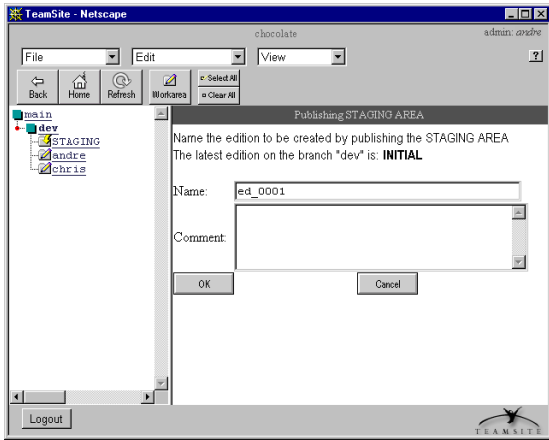 TeamSite - Netscape
chocolate
admin: andre
File Edit View ?
Back Home Refresh Workarea Select All
Clear All
main
dev
STAGING
andre
chris
Publishing STAGING AREA
Name the edition to be created by publishing the STAGING AREA
The latest edition on the branch "dev" is: INITIAL
Name: ed_0001
Comment:
OK Cancel
Logout
TEAMSITE